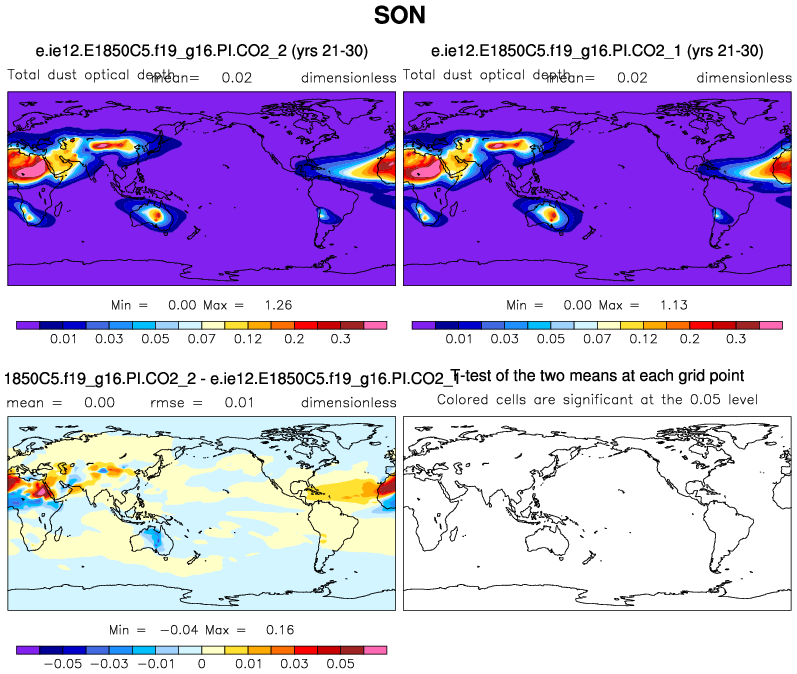 SON
e.ie12.E1850C5.f19_g16.PI.CO2_2 (yrs 21-30)
Total dust optical depth mean= 0.02 dimensionless
Min = 0.00 Max = 1.26
0.01 0.03 0.05 0.07 0.12 0.2 0.3
e.ie12.E1850C5.f19_g16.PI.CO2_1 (yrs 21-30)
Total dust optical depth mean= 0.02 dimensionless
Min = 0.00 Max = 1.13
0.01 0.03 0.05 0.07 0.12 0.2 0.3
1850C5.f19_g16.PI.CO2_2 - e.ie12.E1850C5.f19_g16.PI.CO2_1
mean = 0.00 rmse = 0.01 dimensionless
Min = −0.04 Max = 0.16
−0.05 −0.03 −0.01 0 0.01 0.03 0.05
T-test of the two means at each grid point
Colored cells are significant at the 0.05 level